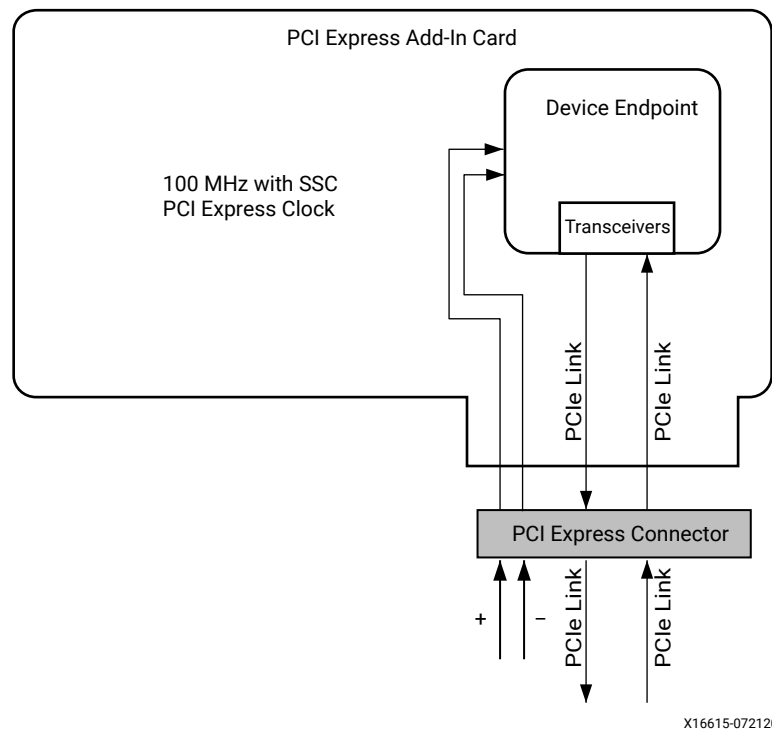 PCI Express Add-In Card
Device Endpoint
100 MHz with SSC
PCI Express Clock
Transceivers
PCIe Link
PCIe Link
PCI Express Connector
+
−
PCIe Link
PCIe Link